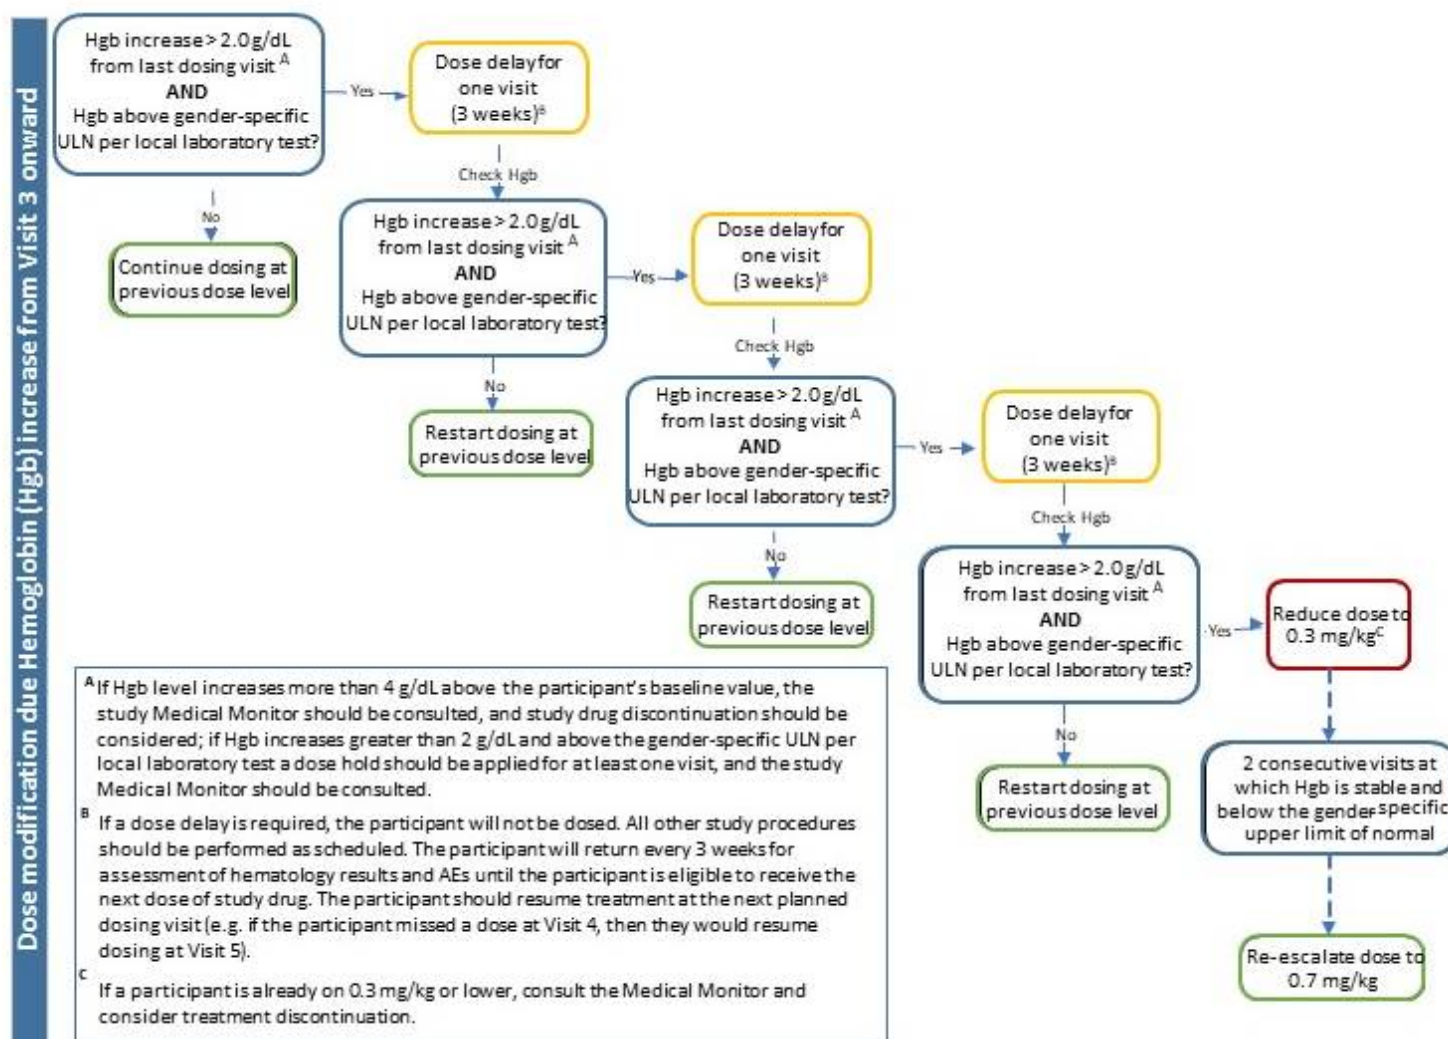 Dose modification due Hemoglobin (Hgb) increase from Visit 3 onward
Hgb increase > 2.0 g/dL
from last dosing visit A
AND
Hgb above gender-specific
ULN per local laboratory test?
Yes
Dose delay for
one visit
(3 weeks)B
No
Continue dosing at
previous dose level
Check Hgb
Hgb increase > 2.0 g/dL
from last dosing visit A
AND
Hgb above gender-specific
ULN per local laboratory test?
Yes
Dose delay for
one visit
(3 weeks)B
No
Restart dosing at
previous dose level
Check Hgb
Hgb increase > 2.0 g/dL
from last dosing visit A
AND
Hgb above gender-specific
ULN per local laboratory test?
Yes
Dose delay for
one visit
(3 weeks)B
No
Restart dosing at
previous dose level
Check Hgb
Hgb increase > 2.0 g/dL
from last dosing visit A
AND
Hgb above gender-specific
ULN per local laboratory test?
Yes
Reduce dose to
0.3 mg/kgC
No
Restart dosing at
previous dose level
2 consecutive visits at
which Hgb is stable and
below the gender specific
upper limit of normal
Re-escalate dose to
0.7 mg/kg
A If Hgb level increases more than 4 g/dL above the participant's baseline value, the
study Medical Monitor should be consulted, and study drug discontinuation should be
considered; if Hgb increases greater than 2 g/dL and above the gender-specific ULN per
local laboratory test a dose hold should be applied for at least one visit, and the study
Medical Monitor should be consulted.
B If a dose delay is required, the participant will not be dosed. All other study procedures
should be performed as scheduled. The participant will return every 3 weeks for
assessment of hematology results and AEs until the participant is eligible to receive the
next dose of study drug. The participant should resume treatment at the next planned
dosing visit (e.g. if the participant missed a dose at Visit 4, then they would resume
dosing at Visit 5).
C If a participant is already on 0.3 mg/kg or lower, consult the Medical Monitor and
consider treatment discontinuation.